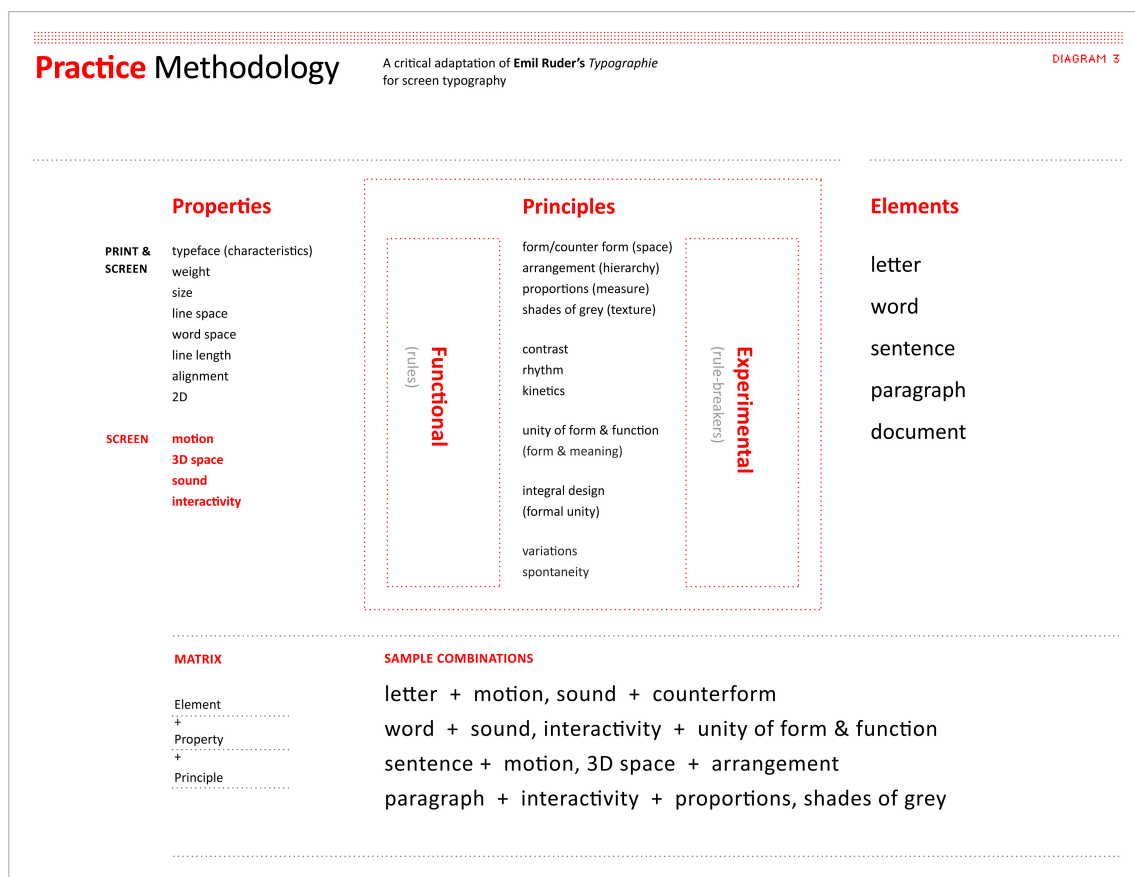 Practice Methodology
A critical adaptation of Emil Ruder's Typographie
for screen typography
DIAGRAM 3
Properties
PRINT &
SCREEN
typeface (characteristics)
weight
size
line space
word space
line length
alignment
2D
SCREEN
motion
3D space
sound
interactivity
Functional
(rules)
Principles
form/counter form (space)
arrangement (hierarchy)
proportions (measure)
shades of grey (texture)
contrast
rhythm
kinetics
unity of form & function
(form & meaning)
integral design
(formal unity)
variations
spontaneity
Experimental
(rule-breakers)
Elements
letter
word
sentence
paragraph
document
MATRIX
Element
+
Property
+
Principle
SAMPLE COMBINATIONS
letter + motion, sound + counterform
word + sound, interactivity + unity of form & function
sentence + motion, 3D space + arrangement
paragraph + interactivity + proportions, shades of grey